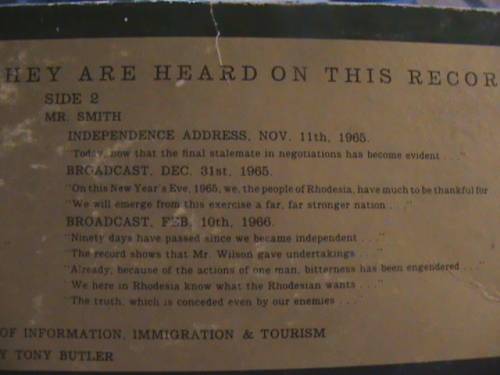 HEY ARE HEARD ON THIS RECOR
SIDE 2
MR. SMITH
INDEPENDENCE ADDRESS, NOV. 11th, 1965.
"Today, now that the final stalemate in negotiations has become evident . . ."
BROADCAST, DEC. 31st, 1965.
"On this New Year's Eve, 1965, we, the people of Rhodesia, have much to be thankful for
"We will emerge from this exercise a far, far stronger nation . . ."
BROADCAST, FEB. 10th, 1966.
"Ninety days have passed since we became independent . . ."
"The record shows that Mr. Wilson gave undertakings . . ."
"Already, because of the actions of one man, bitterness has been engendered . . ."
"We here in Rhodesia know what the Rhodesian wants . . ."
"The truth, which is conceded even by our enemies . . .
OF INFORMATION, IMMIGRATION & TOURISM
Y TONY BUTLER